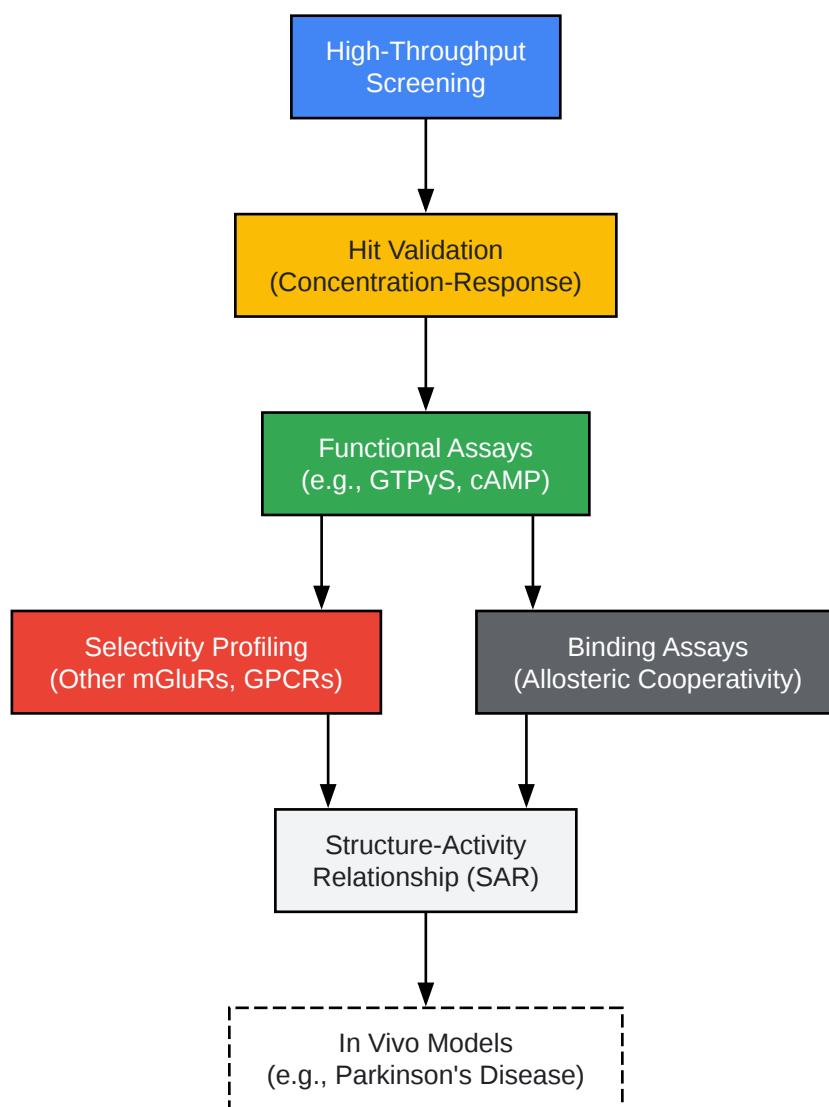 High-Throughput
Screening
Hit Validation
(Concentration-Response)
Functional Assays
(e.g., GTPγS, cAMP)
Selectivity Profiling
(Other mGluRs, GPCRs)
Binding Assays
(Allosteric Cooperativity)
Structure-Activity
Relationship (SAR)
In Vivo Models
(e.g., Parkinson's Disease)